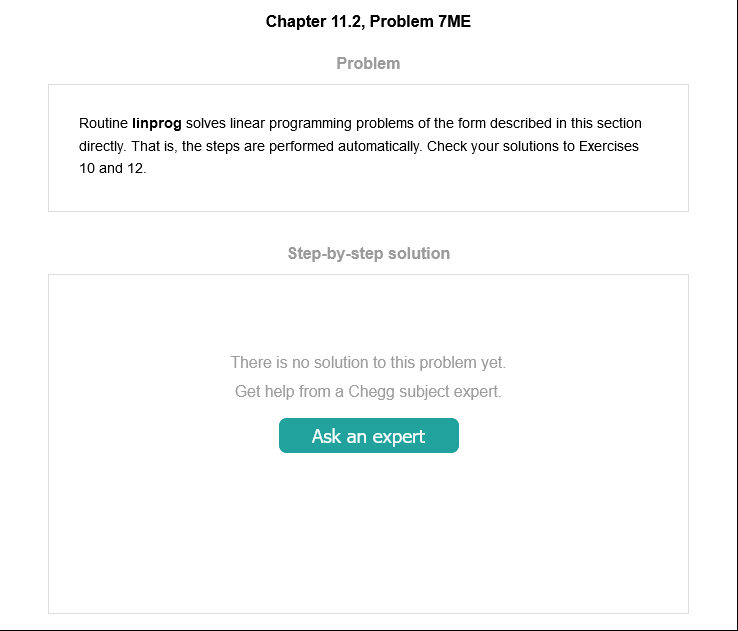 Chapter 11.2, Problem 7ME
Problem
Routine linprog solves linear programming problems of the form described in this section
directly. That is, the steps are performed automatically. Check your solutions to Exercises
10 and 12.
Step-by-step solution
There is no solution to this problem yet.
Get help from a Chegg subject expert.
Ask an expert